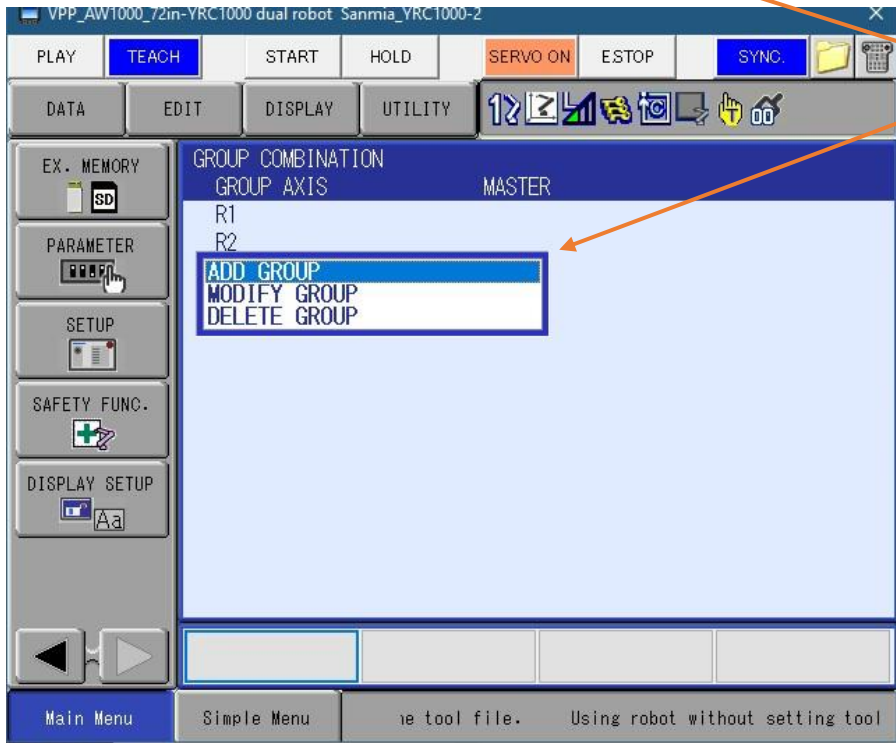 VPP_AW1000_72in-YRC1000 dual robot Sanmia_YRC1000-2
PLAY TEACH START HOLD SERVO ON E.STOP SYNC.
DATA EDIT DISPLAY UTILITY
EX. MEMORY
SD
PARAMETER
SETUP
SAFETY FUNC.
DISPLAY SETUP
Aa
GROUP COMBINATION
GROUP AXIS MASTER
R1
R2
ADD GROUP
MODIFY GROUP
DELETE GROUP
Main Menu Simple Menu ne tool file. Using robot without setting tool